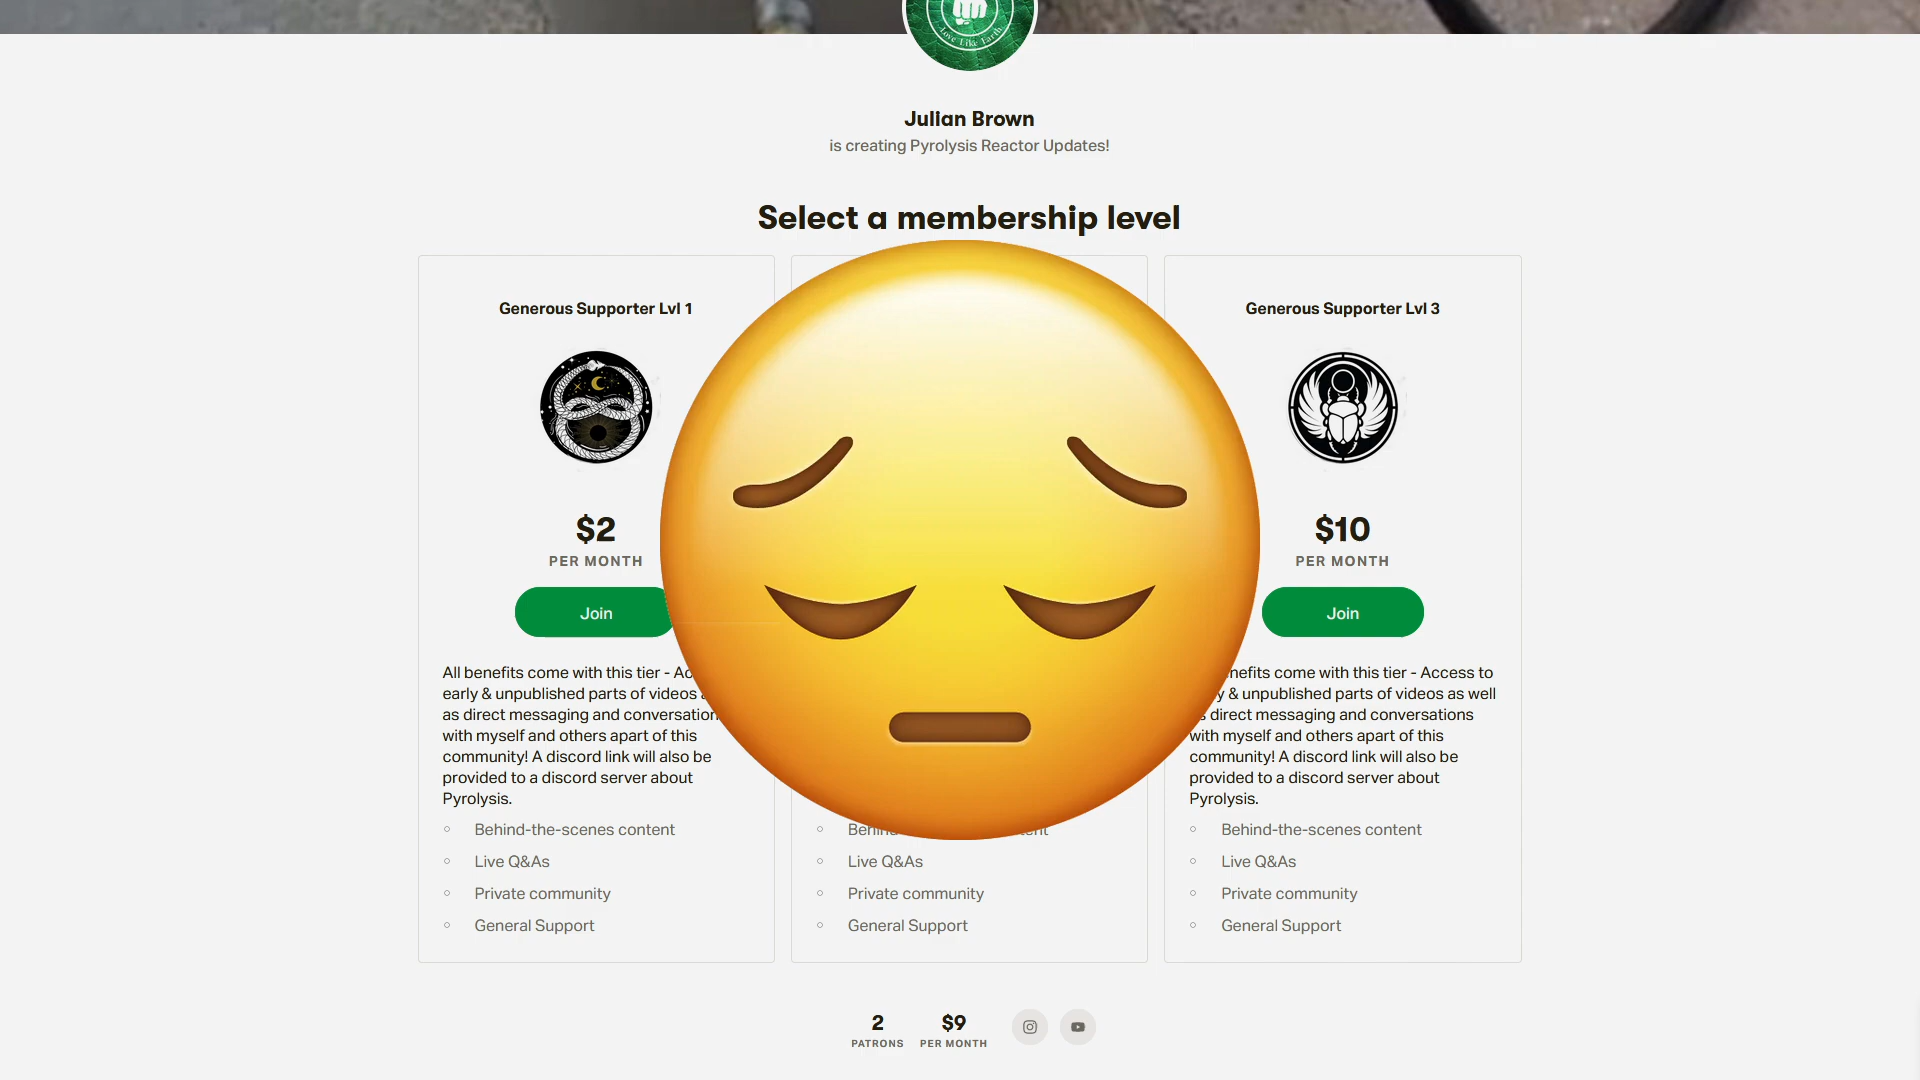 Love Like Earth
Julian Brown
is creating Pyrolysis Reactor Updates!
Select a membership level
Generous Supporter Lvl 1
$2
PER MONTH
Join
All benefits come with this tier -
early & unpublished parts of videos
as direct messaging and conversation
with myself and others apart of this
community! A discord link will also be
provided to a discord server about
Pyrolysis.
Behind-the-scenes content
Live Q&As
Private community
General Support
Live Q&As
Private community
General Support
Generous Supporter Lvl 3
$10
PER MONTH
Join
come with this tier - Access to
& unpublished parts of videos as well
direct messaging and conversations
with myself and others apart of this
community! A discord link will also be
provided to a discord server about
Pyrolysis.
Behind-the-scenes content
Live Q&As
Private community
General Support
2
PATRONS
$9
PER MONTH